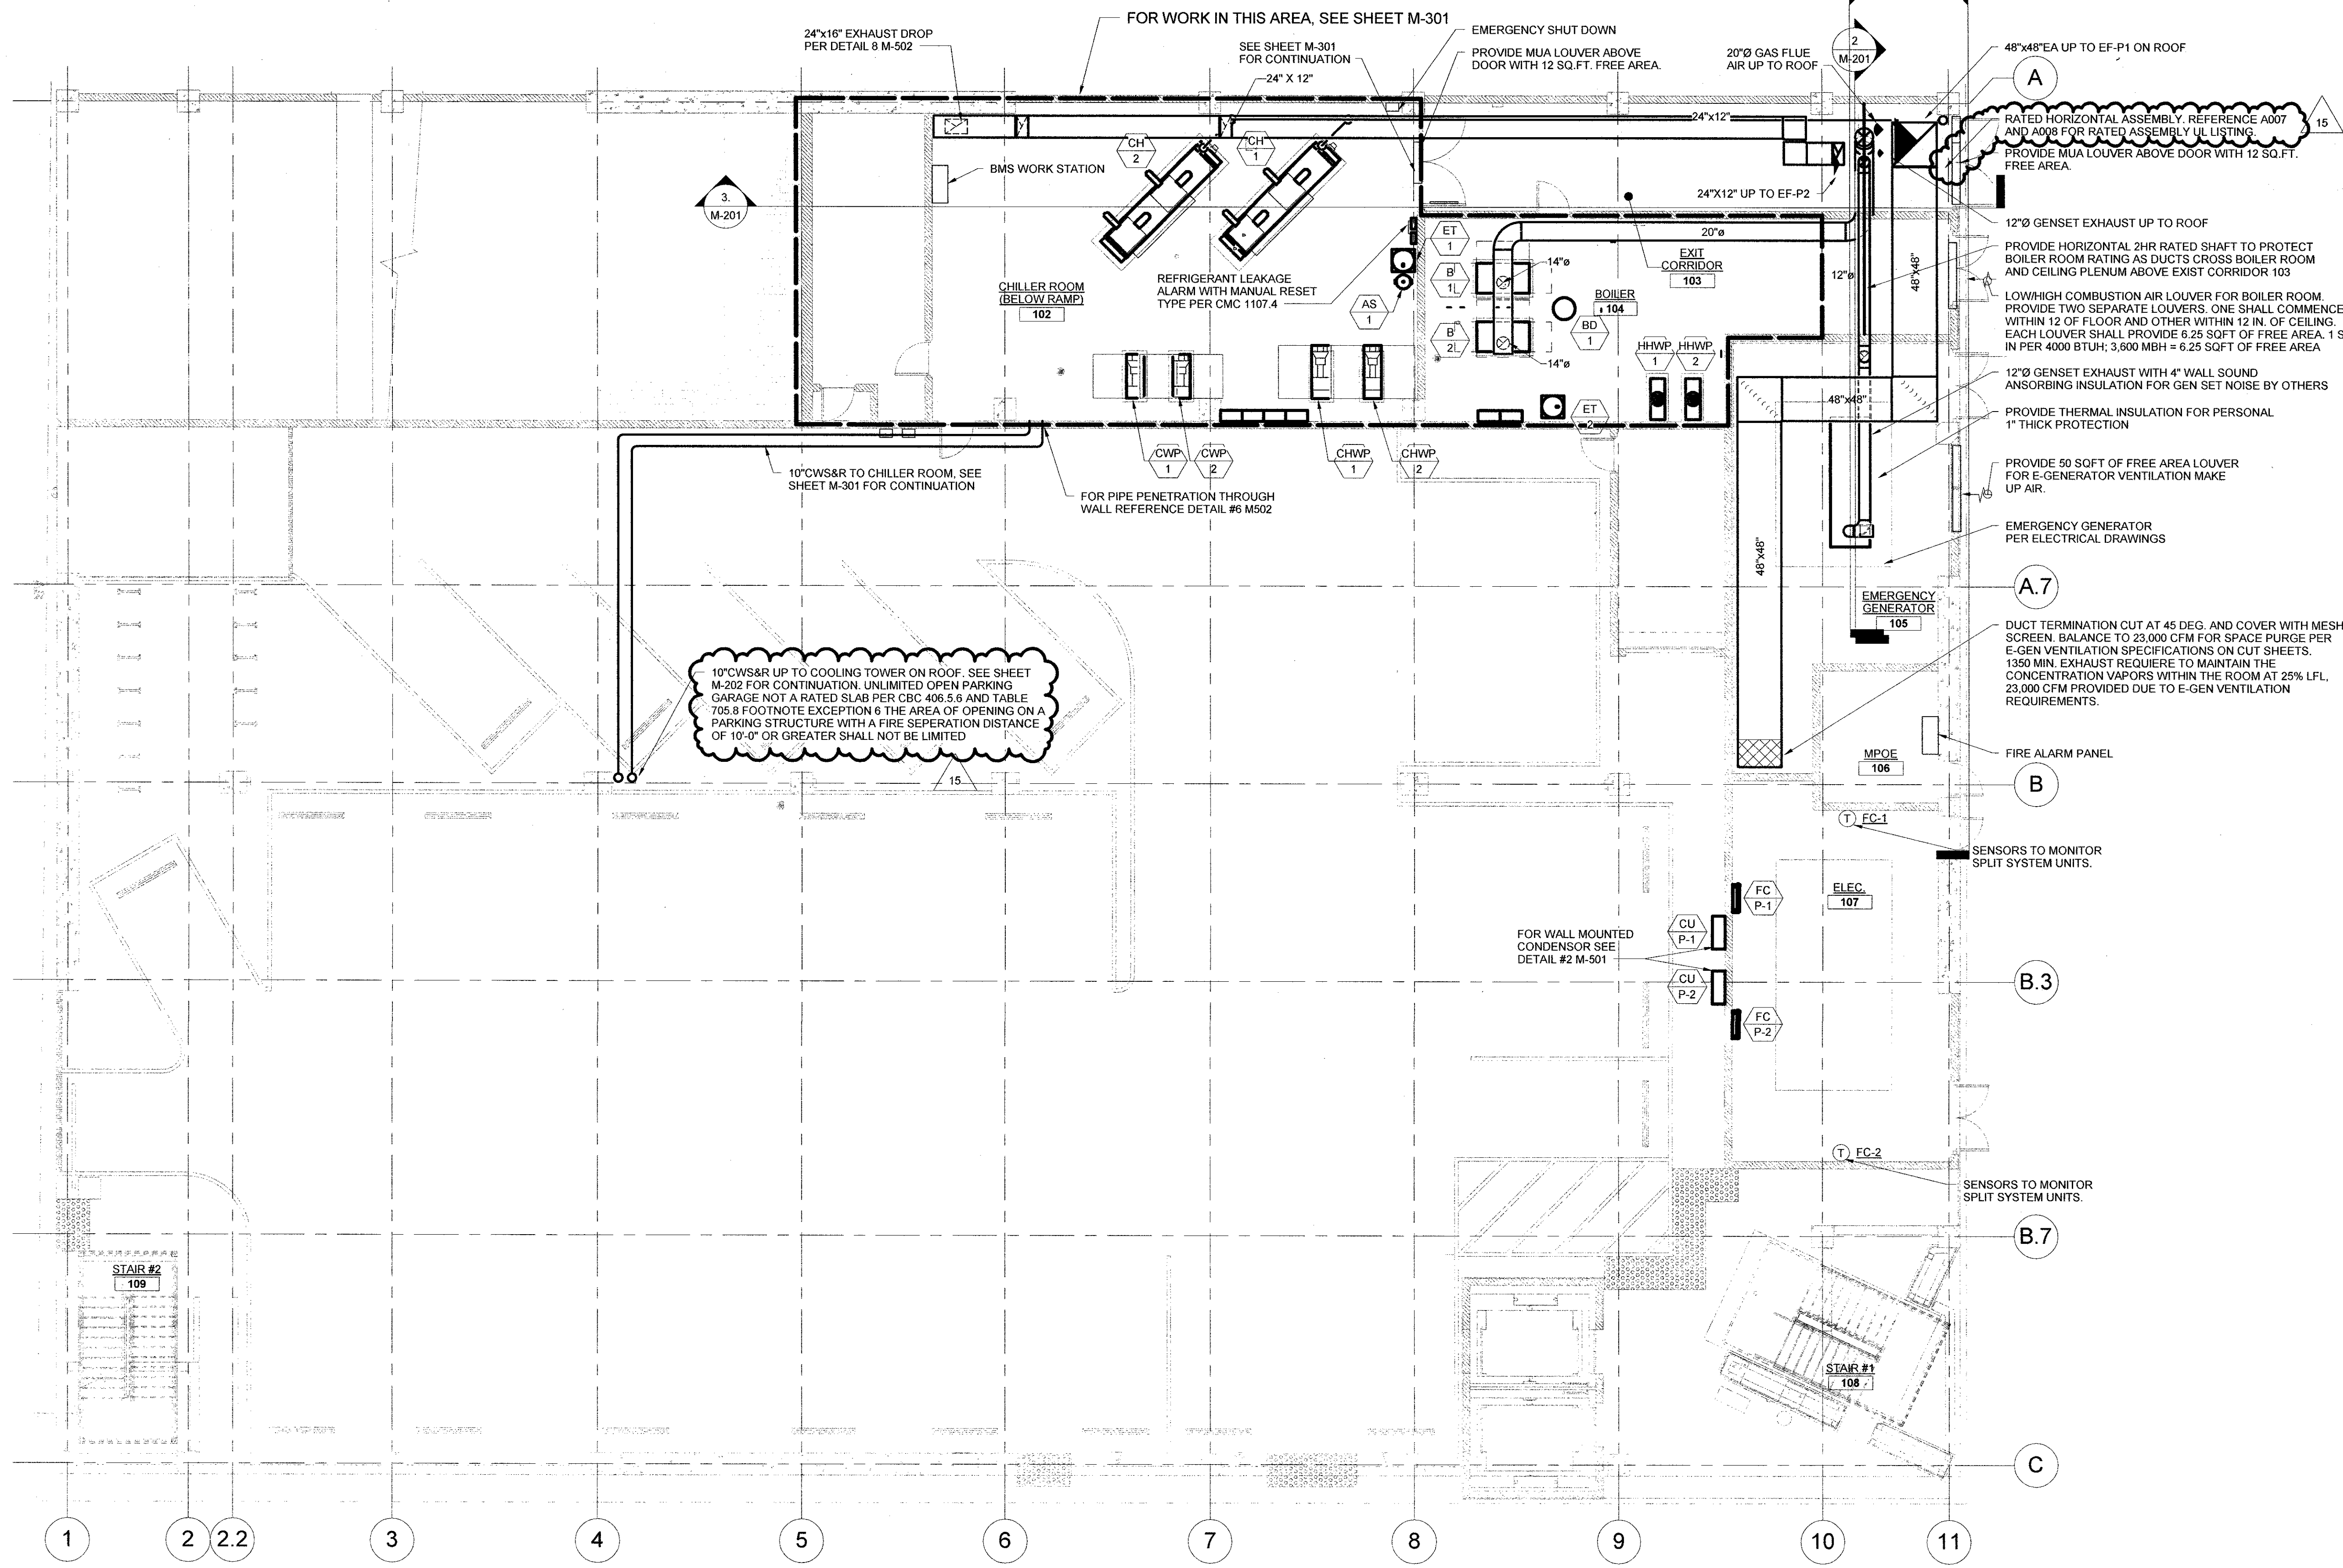 FOR WORK IN THIS AREA, SEE SHEET M-301
24"x16" EXHAUST DROP
PER DETAIL 8 M-502
SEE SHEET M-301
FOR CONTINUATION
24" X 12"
EMERGENCY SHUT DOWN
PROVIDE MUA LOUVER ABOVE
DOOR WITH 12 SQ.FT. FREE AREA.
20"Ø GAS FLUE
AIR UP TO ROOF
2
M-201
48"x48"EA UP TO EF-P1 ON ROOF
A
RATED HORIZONTAL ASSEMBLY. REFERENCE A007
AND A008 FOR RATED ASSEMBLY UL LISTING.
15
PROVIDE MUA LOUVER ABOVE DOOR WITH 12 SQ.FT.
FREE AREA.
24"x12"
CH
2
CH
1
BMS WORK STATION
3.
M-201
24"X12" UP TO EF-P2
12"Ø GENSET EXHAUST UP TO ROOF
PROVIDE HORIZONTAL 2HR RATED SHAFT TO PROTECT
BOILER ROOM RATING AS DUCTS CROSS BOILER ROOM
AND CEILING PLENUM ABOVE EXIST CORRIDOR 103
ET
1
20"ø
EXIT
CORRIDOR
103
14"ø
12"ø
48"x48"
REFRIGERANT LEAKAGE
ALARM WITH MANUAL RESET
TYPE PER CMC 1107.4
CHILLER ROOM
(BELOW RAMP)
102
B
1
AS
1
BOILER
104
BD
1
B
2
14"ø
HHWP
1
HHWP
2
LOW/HIGH COMBUSTION AIR LOUVER FOR BOILER ROOM.
PROVIDE TWO SEPARATE LOUVERS. ONE SHALL COMMENCE
WITHIN 12 OF FLOOR AND OTHER WITHIN 12 IN. OF CEILING.
EACH LOUVER SHALL PROVIDE 6.25 SQFT OF FREE AREA. 1 S
IN PER 4000 BTUH; 3,600 MBH = 6.25 SQFT OF FREE AREA
12"Ø GENSET EXHAUST WITH 4" WALL SOUND
ANSORBING INSULATION FOR GEN SET NOISE BY OTHERS
48"x48"
PROVIDE THERMAL INSULATION FOR PERSONAL
1" THICK PROTECTION
ET
2
CWP
1
CWP
2
CHWP
1
CHWP
2
10"CWS&R TO CHILLER ROOM, SEE
SHEET M-301 FOR CONTINUATION
FOR PIPE PENETRATION THROUGH
WALL REFERENCE DETAIL #6 M502
PROVIDE 50 SQFT OF FREE AREA LOUVER
FOR E-GENERATOR VENTILATION MAKE
UP AIR.
EMERGENCY GENERATOR
PER ELECTRICAL DRAWINGS
48"x48"
A.7
EMERGENCY
GENERATOR
105
DUCT TERMINATION CUT AT 45 DEG. AND COVER WITH MESH
SCREEN. BALANCE TO 23,000 CFM FOR SPACE PURGE PER
E-GEN VENTILATION SPECIFICATIONS ON CUT SHEETS.
1350 MIN. EXHAUST REQUIERE TO MAINTAIN THE
CONCENTRATION VAPORS WITHIN THE ROOM AT 25% LFL,
23,000 CFM PROVIDED DUE TO E-GEN VENTILATION
REQUIREMENTS.
10"CWS&R UP TO COOLING TOWER ON ROOF. SEE SHEET
M-202 FOR CONTINUATION. UNLIMITED OPEN PARKING
GARAGE NOT A RATED SLAB PER CBC 406.5.6 AND TABLE
705.8 FOOTNOTE EXCEPTION 6 THE AREA OF OPENING ON A
PARKING STRUCTURE WITH A FIRE SEPERATION DISTANCE
OF 10'-0" OR GREATER SHALL NOT BE LIMITED
15
MPOE
106
FIRE ALARM PANEL
B
T FC-1
SENSORS TO MONITOR
SPLIT SYSTEM UNITS.
FC
P-1
ELEC.
107
CU
P-1
FOR WALL MOUNTED
CONDENSOR SEE
DETAIL #2 M-501
CU
P-2
B.3
FC
P-2
T FC-2
SENSORS TO MONITOR
SPLIT SYSTEM UNITS.
B.7
STAIR #2
109
STAIR #1
108
C
1
2
2.2
3
4
5
6
7
8
9
10
11